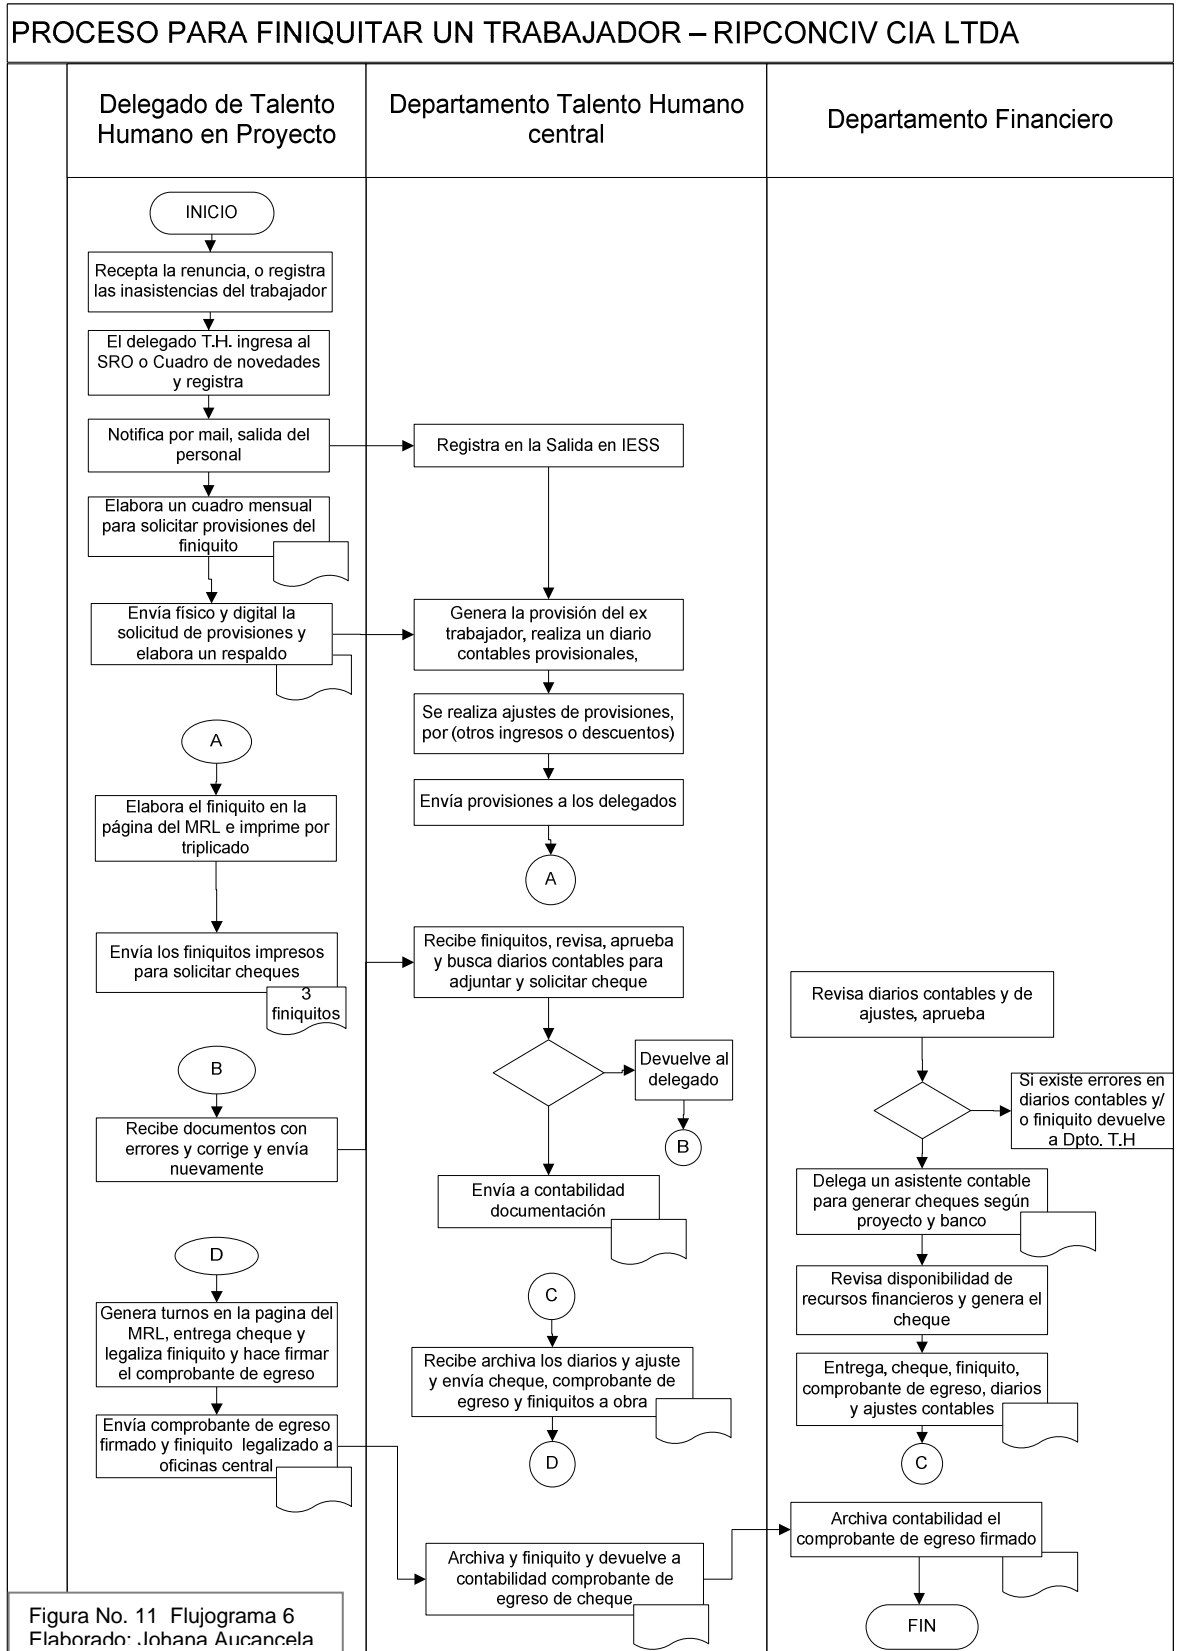 PROCESO PARA FINIQUITAR UN TRABAJADOR – RIPCONCIV CIA LTDA
Delegado de Talento
Humano en Proyecto
Departamento Talento Humano
central
Departamento Financiero
INICIO
Recepta la renuncia, o registra
las inasistencias del trabajador
El delegado T.H. ingresa al
SRO o Cuadro de novedades
y registra
Notifica por mail, salida del
personal
Registra en la Salida en IESS
Elabora un cuadro mensual
para solicitar provisiones del
finiquito
Envía físico y digital la
solicitud de provisiones y
elabora un respaldo
Genera la provisión del ex
trabajador, realiza un diario
contables provisionales,
Se realiza ajustes de provisiones,
por (otros ingresos o descuentos)
Envía provisiones a los delegados
A
A
Elabora el finiquito en la
página del MRL e imprime por
triplicado
Envía los finiquitos impresos
para solicitar cheques
3
finiquitos
Recibe finiquitos, revisa, aprueba
y busca diarios contables para
adjuntar y solicitar cheque
Devuelve al
delegado
B
B
Recibe documentos con
errores y corrige y envía
nuevamente
Envía a contabilidad
documentación
Revisa diarios contables y de
ajustes, aprueba
Si existe errores en
diarios contables y/
o finiquito devuelve
a Dpto. T.H
Delega un asistente contable
para generar cheques según
proyecto y banco
Revisa disponibilidad de
recursos financieros y genera el
cheque
Entrega, cheque, finiquito,
comprobante de egreso, diarios
y ajustes contables
C
C
Recibe archiva los diarios y ajuste
y envía cheque, comprobante de
egreso y finiquitos a obra
D
D
Genera turnos en la pagina del
MRL, entrega cheque y
legaliza finiquito y hace firmar
el comprobante de egreso
Envía comprobante de egreso
firmado y finiquito legalizado a
oficinas central
Archiva y finiquito y devuelve a
contabilidad comprobante de
egreso de cheque
Archiva contabilidad el
comprobante de egreso firmado
FIN
Figura No. 11 Flujograma 6
Elaborado: Johana Aucancela